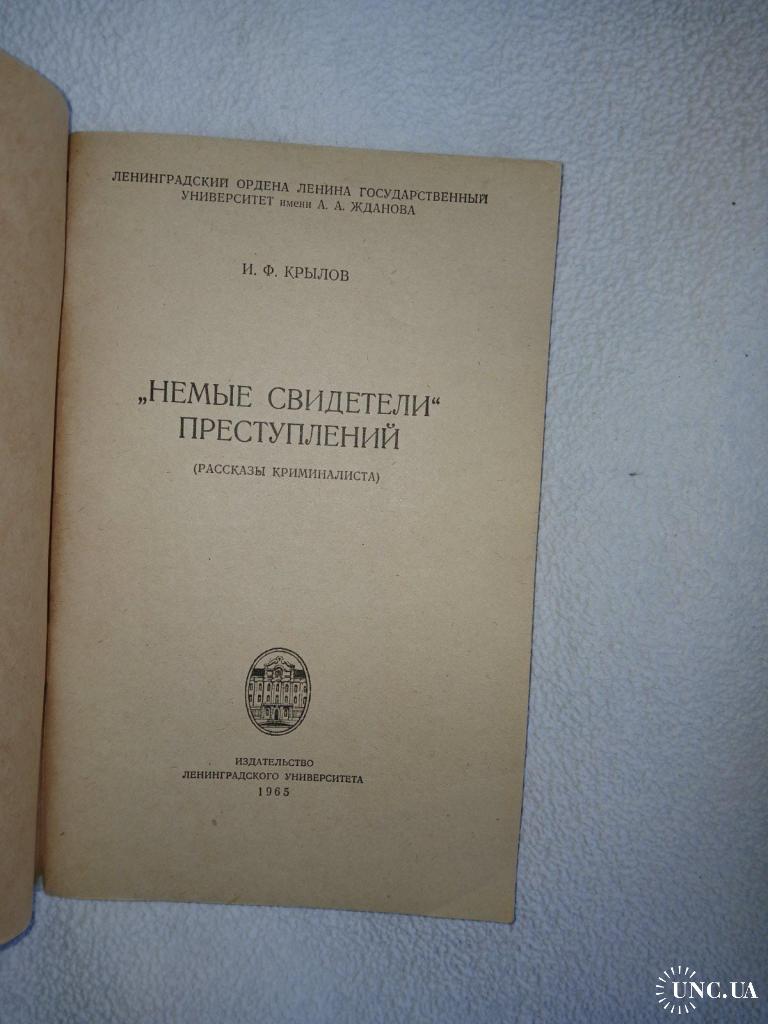 ЛЕНИНГРАДСКИЙ ОРДЕНА ЛЕНИНА ГОСУДАРСТВЕННЫЙ
УНИВЕРСИТЕТ имени А. А. ЖДАНОВА
И. Ф. КРЫЛОВ
„НЕМЫЕ СВИДЕТЕЛИ“
ПРЕСТУПЛЕНИЙ
(РАССКАЗЫ КРИМИНАЛИСТА)
ИЗДАТЕЛЬСТВО
ЛЕНИНГРАДСКОГО УНИВЕРСИТЕТА
1965
UNC.UA